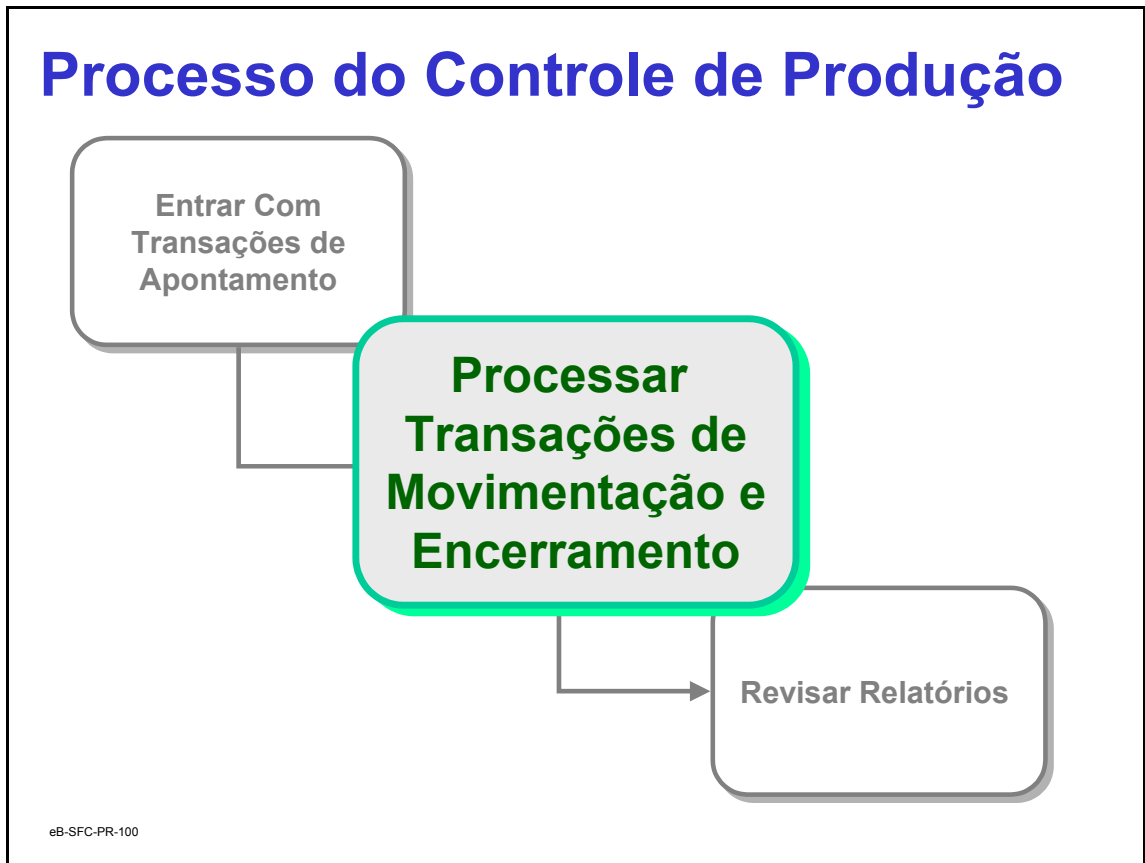 Processo do Controle de Produção
Entrar Com
Transações de
Apontamento
Processar
Transações de
Movimentação e
Encerramento
Revisar Relatórios
eB-SFC-PR-100